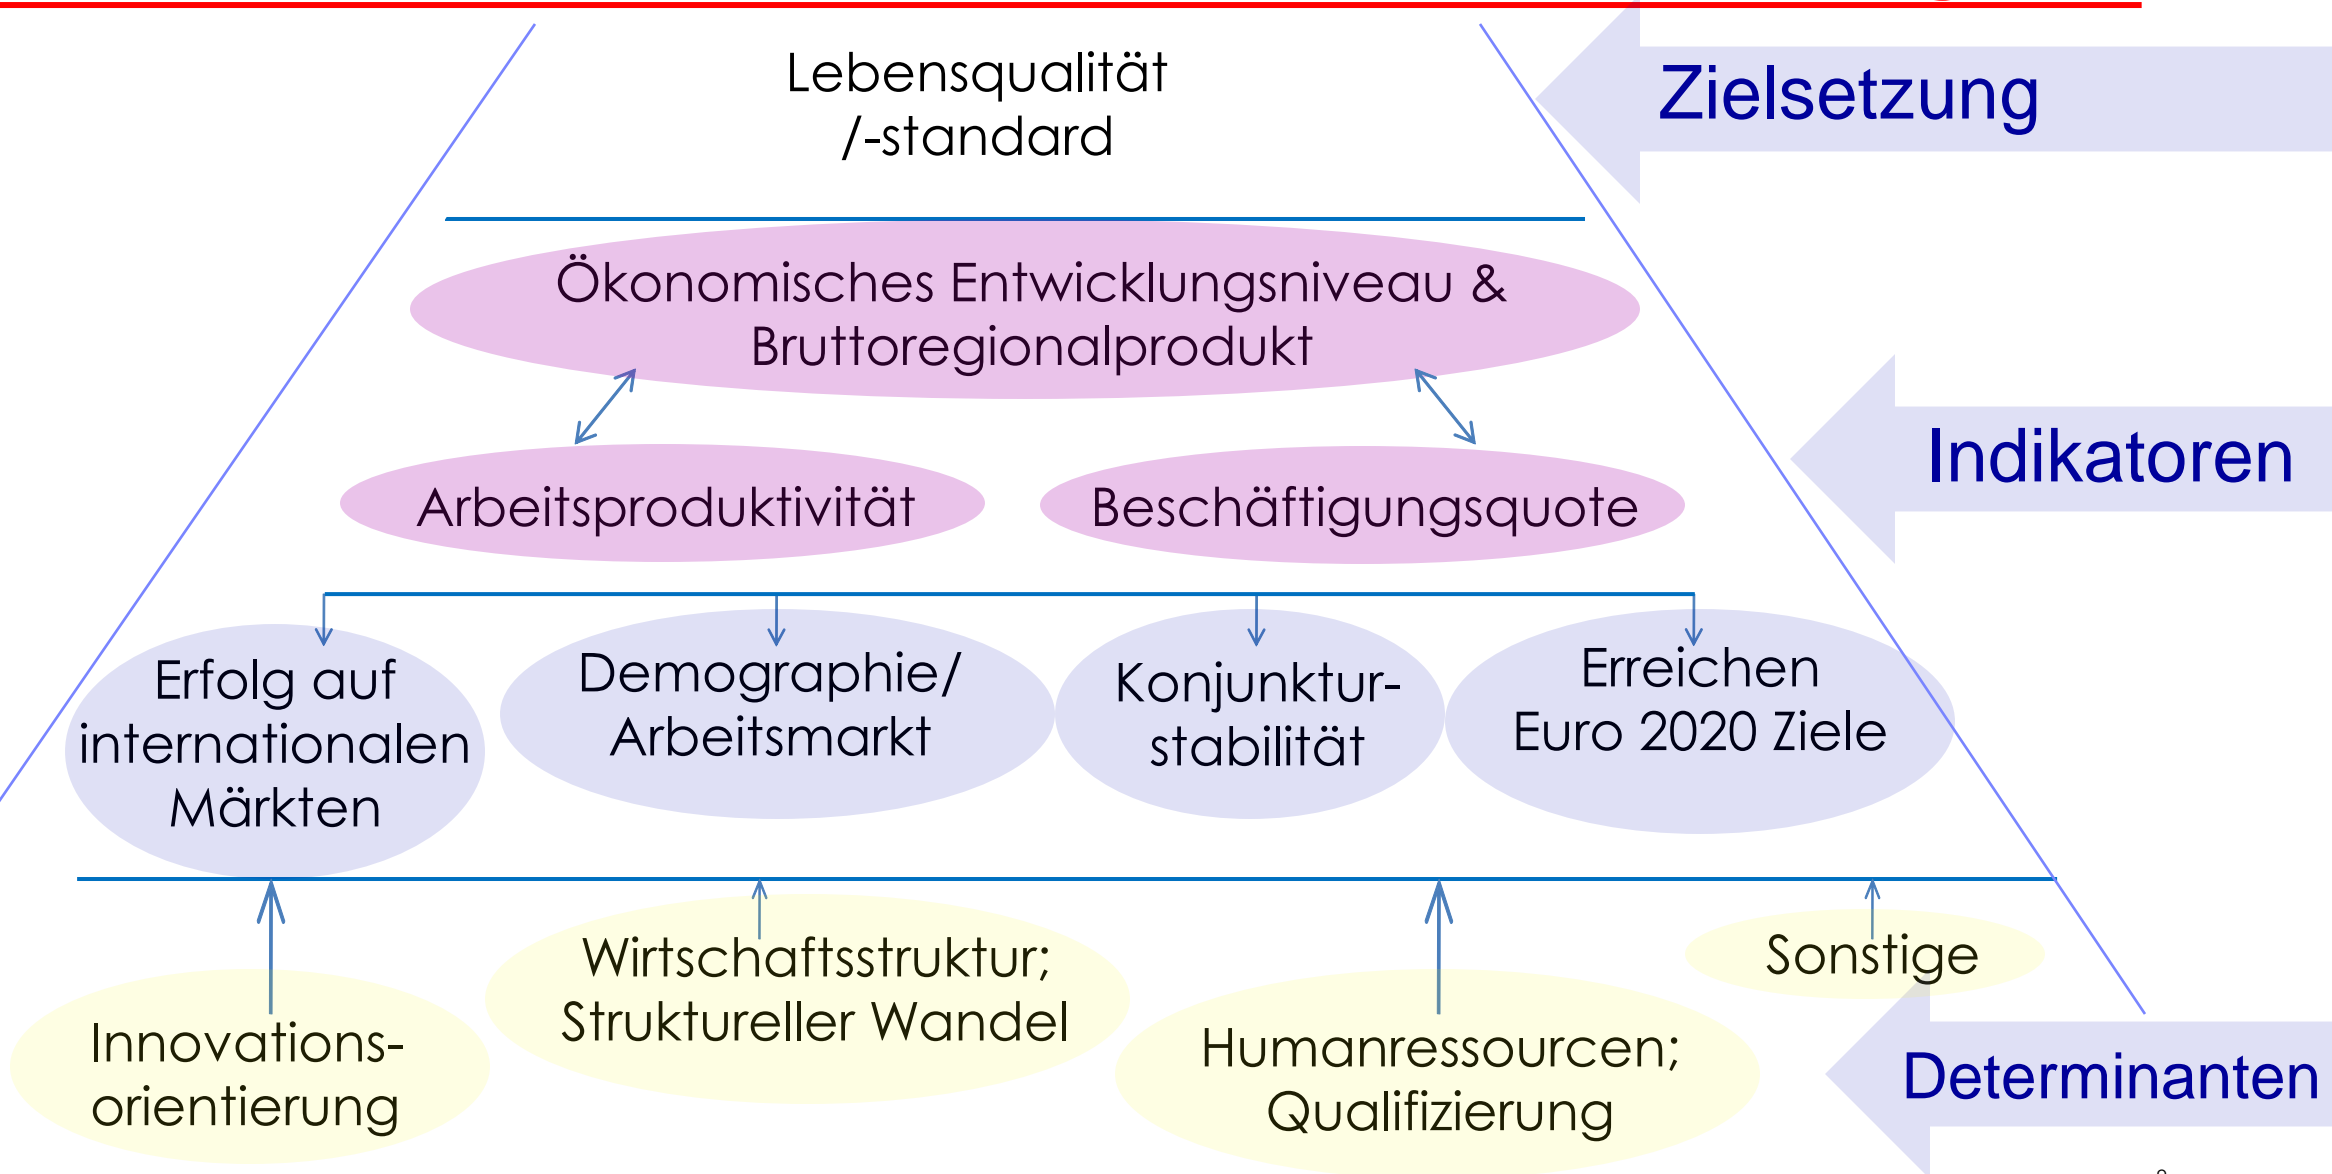 Lebensqualität
/-standard
Zielsetzung
Ökonomisches Entwicklungsniveau &
Bruttoregionalprodukt
Indikatoren
Arbeitsproduktivität
Beschäftigungsquote
Erfolg auf
internationalen
Märkten
Demographie/
Arbeitsmarkt
Konjunktur-
stabilität
Erreichen
Euro 2020 Ziele
Innovations-
orientierung
Wirtschaftsstruktur;
Struktureller Wandel
Humanressourcen;
Qualifizierung
Sonstige
Determinanten